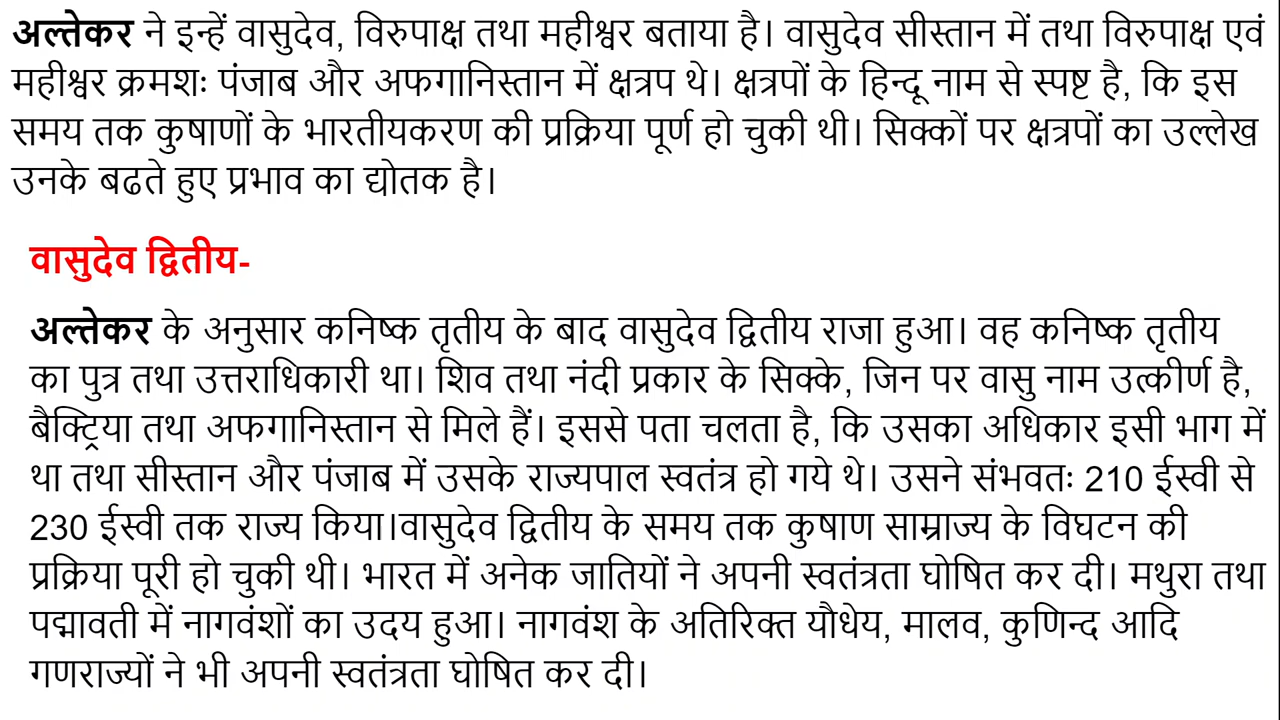 अल्तेकर ने इन्हें वासुदेव, विरुपाक्ष तथा महीश्वर बताया है। वासुदेव सीस्तान में तथा विरुपाक्ष एवं
महीश्वर क्रमशः पंजाब और अफगानिस्तान में क्षत्रप थे। क्षत्रपों के हिन्दू नाम से स्पष्ट है, कि इस
समय तक कुषाणों के भारतीयकरण की प्रक्रिया पूर्ण हो चुकी थी। सिक्कों पर क्षत्रपों का उल्लेख
उनके बढते हुए प्रभाव का द्योतक है।
वासुदेव द्वितीय-
अल्तेकर के अनुसार कनिष्क तृतीय के बाद वासुदेव द्वितीय राजा हुआ। वह कनिष्क तृतीय
का पुत्र तथा उत्तराधिकारी था। शिव तथा नंदी प्रकार के सिक्के, जिन पर वासु नाम उत्कीर्ण है,
बैक्ट्रिया तथा अफगानिस्तान से मिले हैं। इससे पता चलता है, कि उसका अधिकार इसी भाग में
था तथा सीस्तान और पंजाब में उसके राज्यपाल स्वतंत्र हो गये थे। उसने संभवतः 210 ईस्वी से
230 ईस्वी तक राज्य किया।वासुदेव द्वितीय के समय तक कुषाण साम्राज्य के विघटन की
प्रक्रिया पूरी हो चुकी थी। भारत में अनेक जातियों ने अपनी स्वतंत्रता घोषित कर दी। मथुरा तथा
पद्मावती में नागवंशों का उदय हुआ। नागवंश के अतिरिक्त यौधेय, मालव, कुणिन्द आदि
गणराज्यों ने भी अपनी स्वतंत्रता घोषित कर दी।